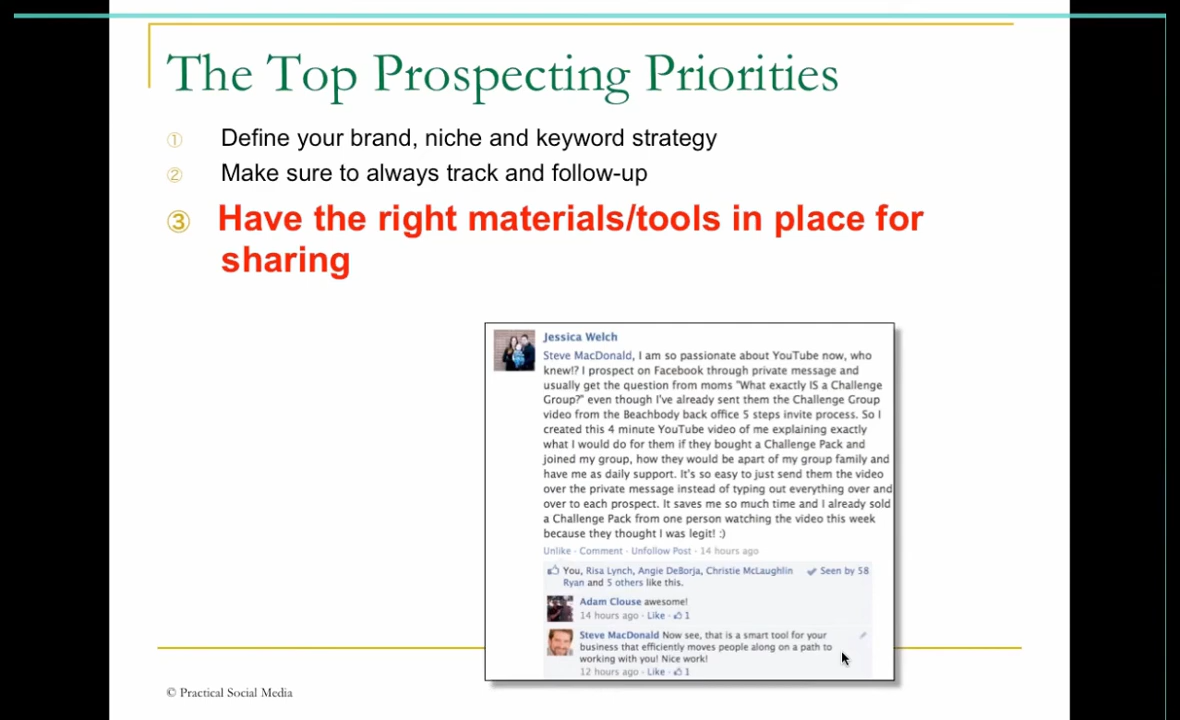 The Top Prospecting Priorities
① Define your brand, niche and keyword strategy
② Make sure to always track and follow-up
③ Have the right materials/tools in place for
sharing
Jessica Welch
Steve MacDonald, I am so passionate about YouTube now, who
knew!? I prospect on Facebook through private message and
usually get the question from moms "What exactly IS a Challenge
Group?" even though I've already sent them the Challenge Group
video from the Beachbody back office 5 steps invite process. So I
created this 4 minute YouTube video of me explaining exactly
what I would do for them if they bought a Challenge Pack and
joined my group, how they would be apart of my group family and
have me as daily support. It's so easy to just send them the video
over the private message instead of typing out everything over and
over to each prospect. It saves me so much time and I already sold
a Challenge Pack from one person watching the video this week
because they thought I was legit! :)
Unlike · Comment · Unfollow Post · 14 hours ago
You, Risa Lynch, Angie DeBorja, Christie McLaughlin ✓ Seen by 58
Ryan and 5 others like this.
Adam Clouse awesome!
14 hours ago · Like · 1
Steve MacDonald Now see, that is a smart tool for your
business that efficiently moves people along on a path to
working with you! Nice work!
12 hours ago · Like · 1
© Practical Social Media